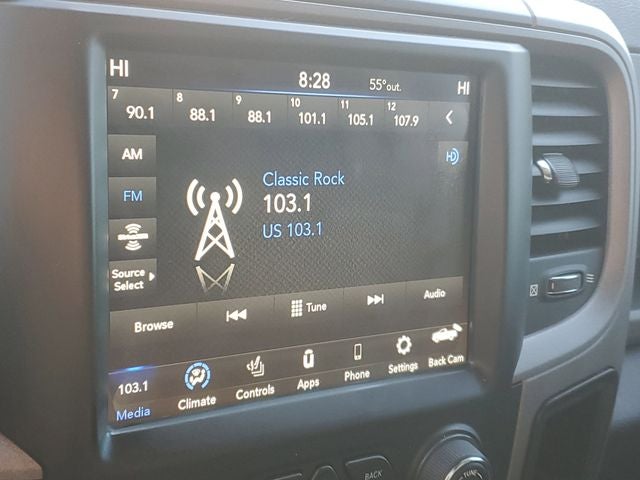 HI 8:28 55°out. HI
7 8 9 10 11 12
90.1 88.1 88.1 101.1 105.1 107.9
AM
HD
FM
Classic Rock
103.1
US 103.1
Source
Select
Browse Tune Audio
103.1
Media Climate Controls Apps Phone Settings Back Cam
BACK
TUNE